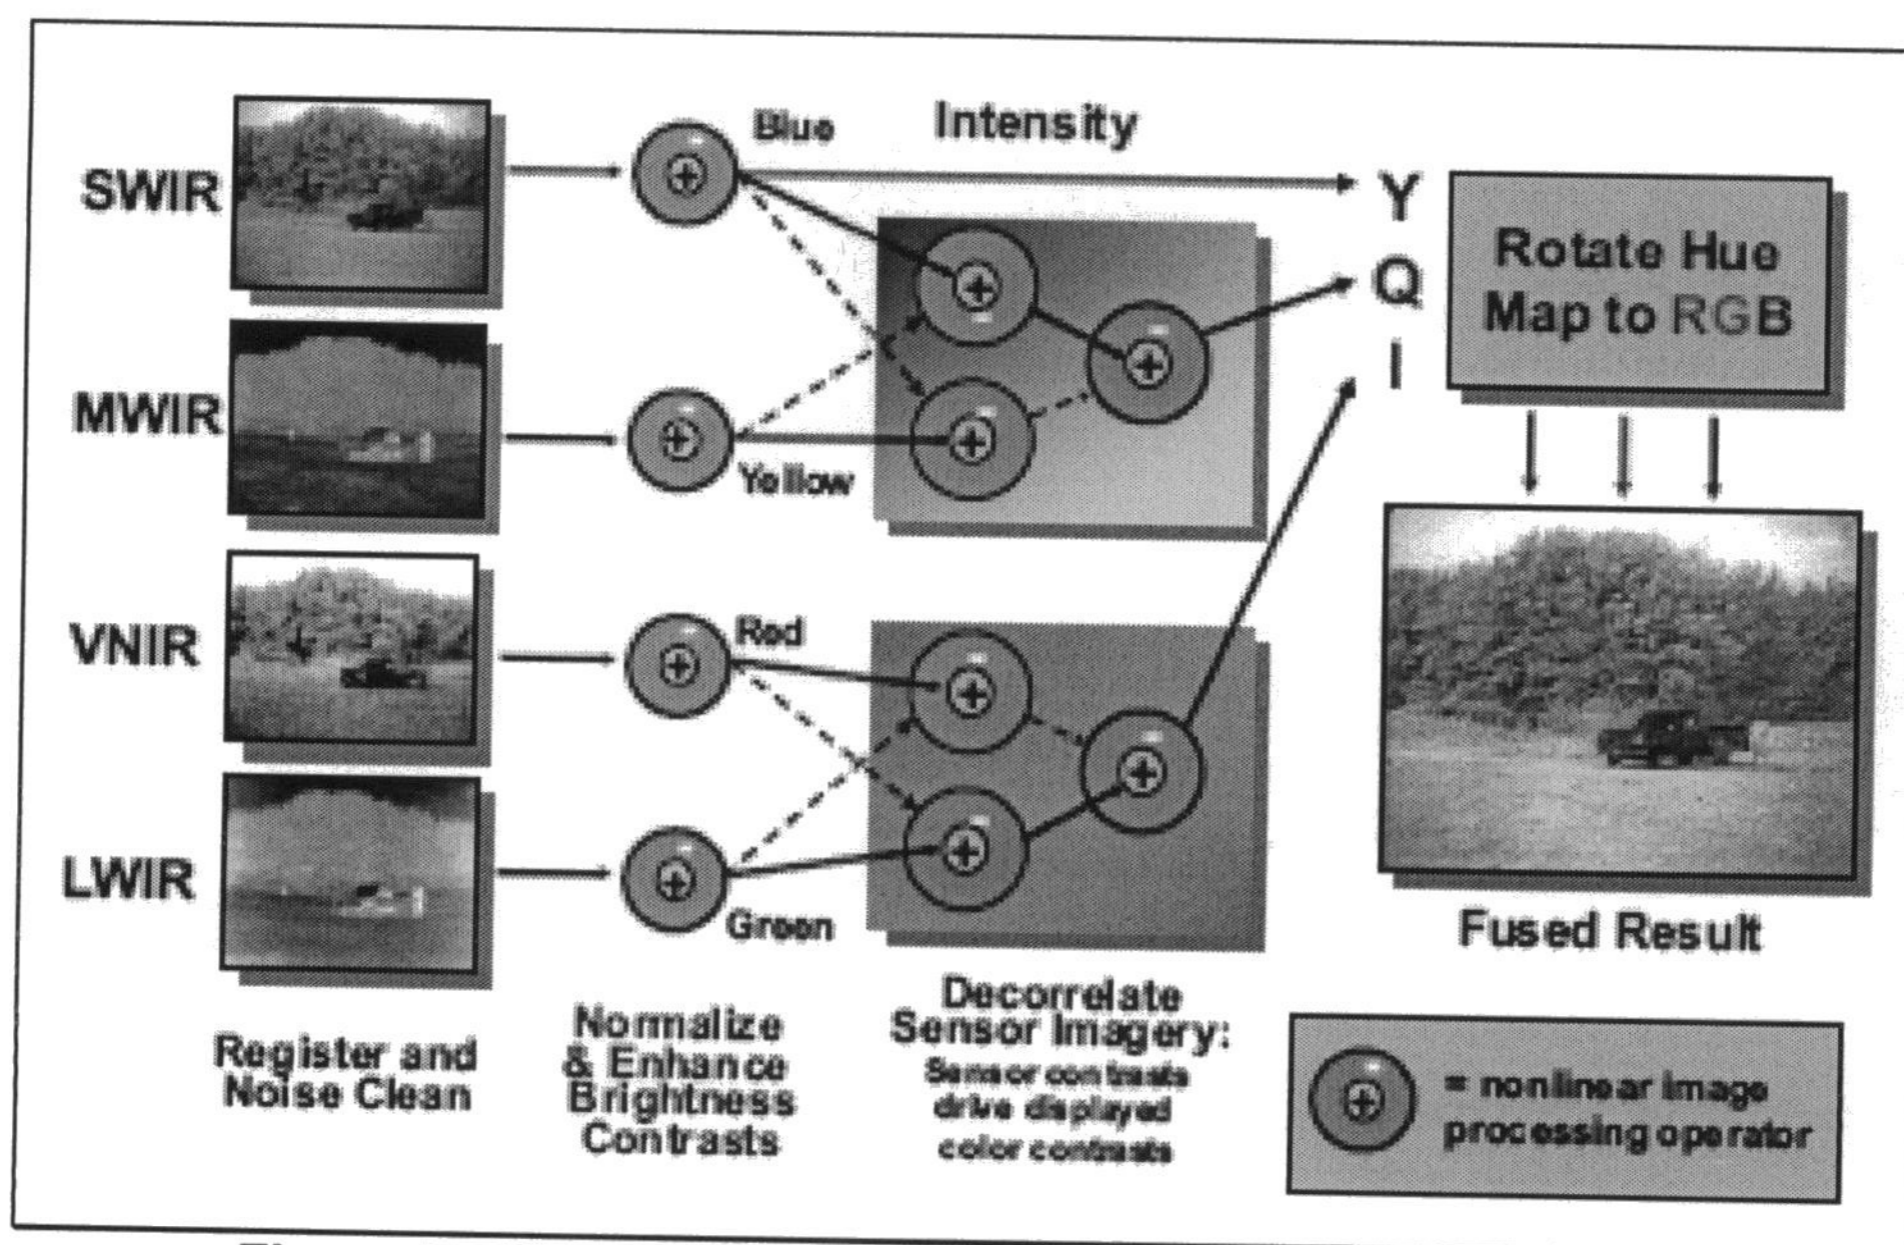 SWIR
MWIR
VNIR
LWIR
Blue
Yellow
Red
Green
Intensity
Y
Q
I
Rotate Hue
Map to RGB
Fused Result
Register and
Noise Clean
Normalize
& Enhance
Brightness
Contrasts
Decorrelate
Sensor Imagery:
Sensor contrasts
drive displayed
color contrasts
= nonlinear image
processing operator